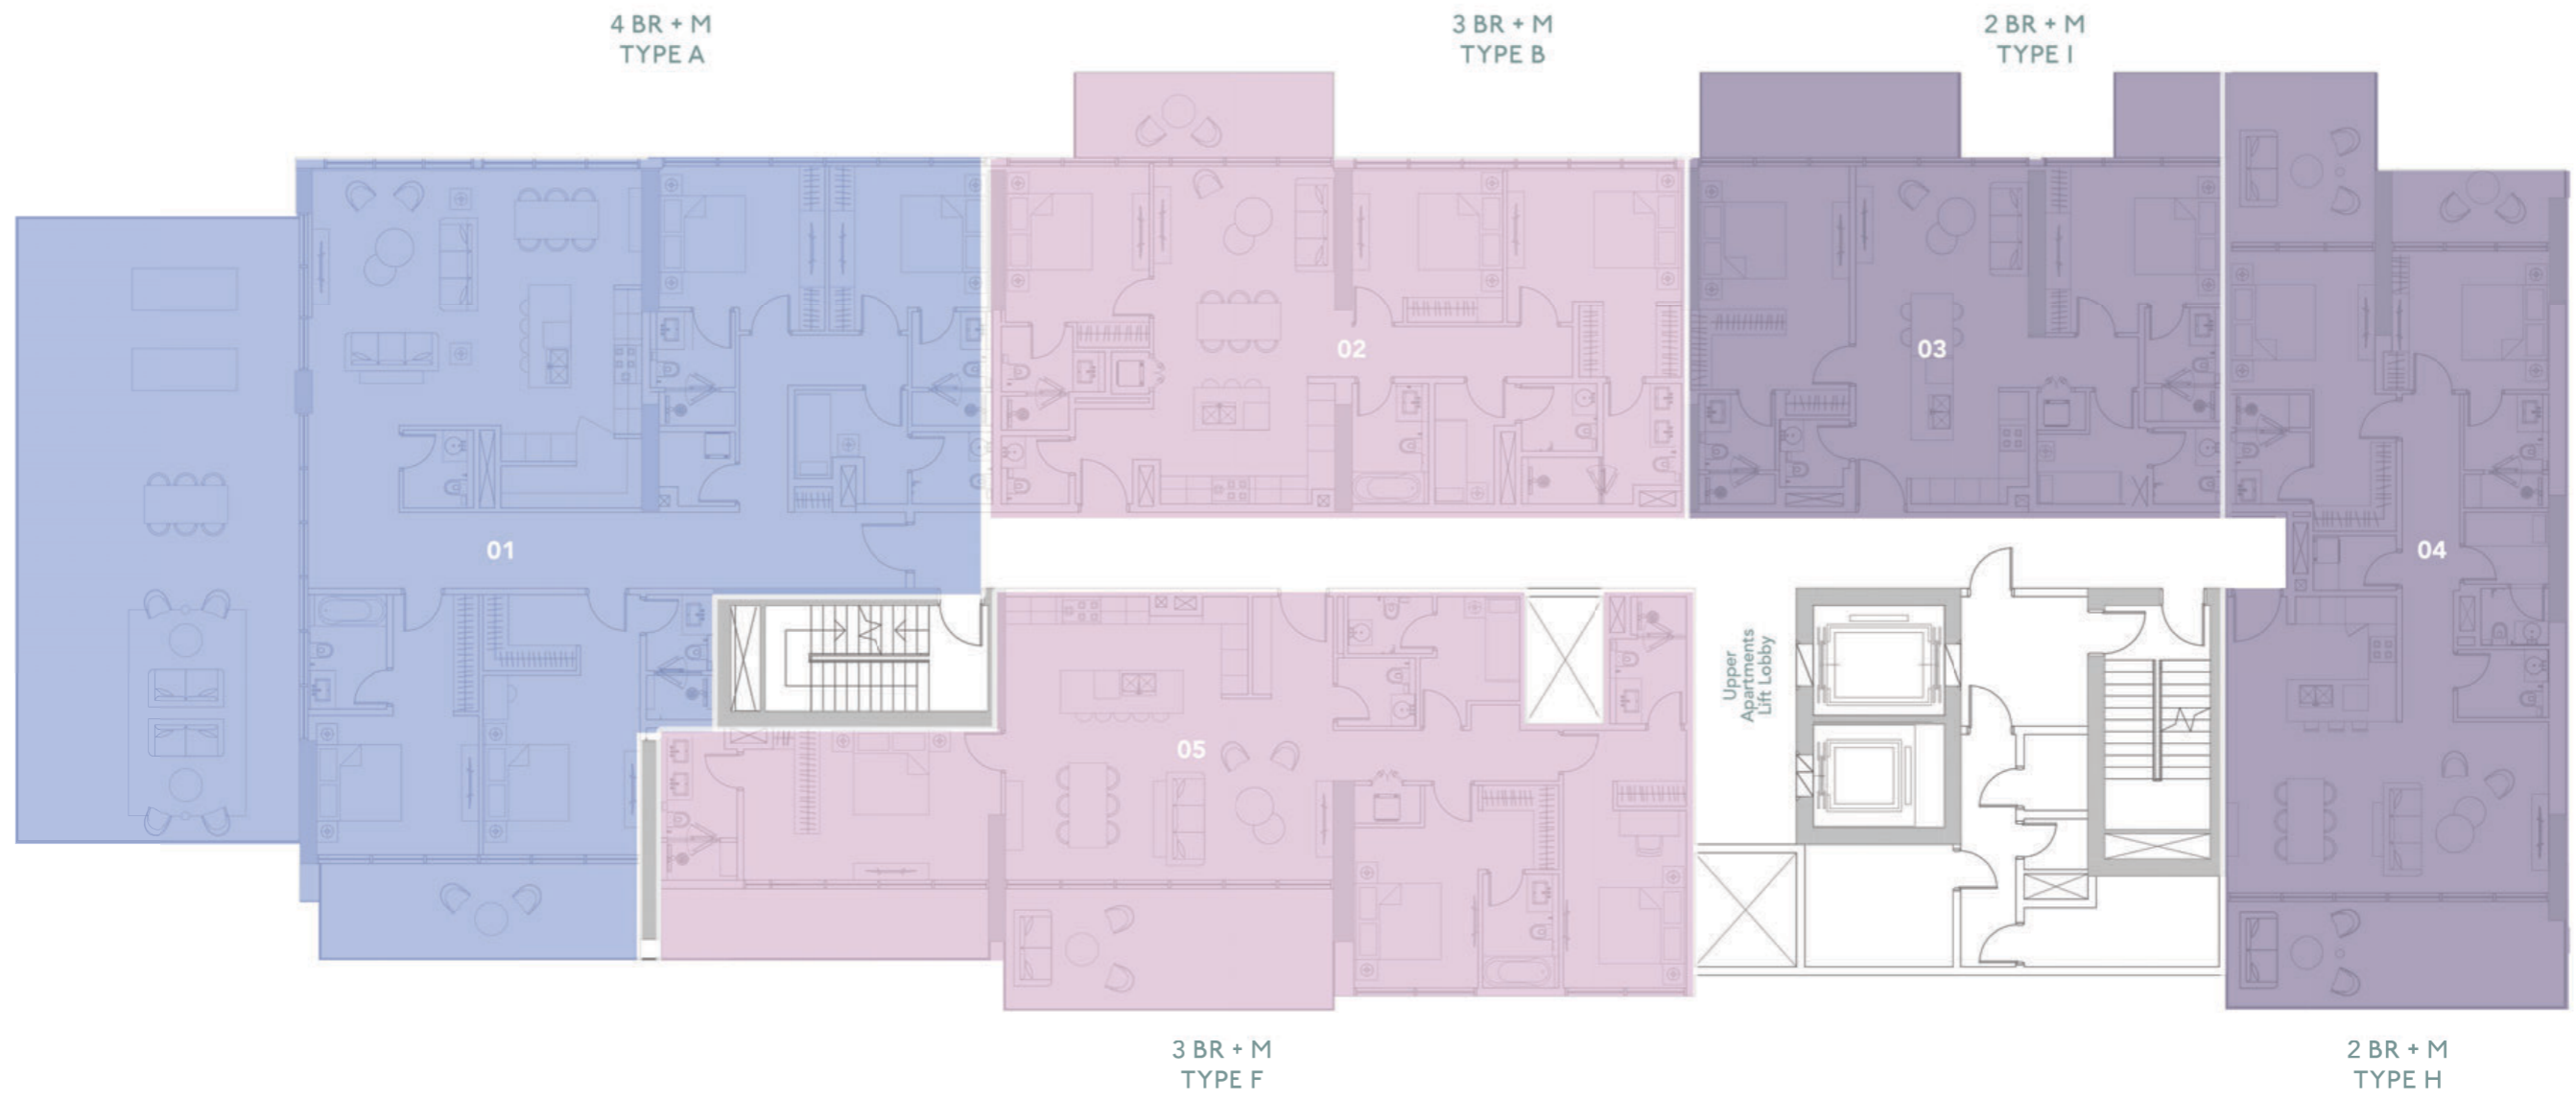 4 BR + M
TYPE A
3 BR + M
TYPE B
2 BR + M
TYPE I
02
03
01
04
05
Upper
Apartments
Lift Lobby
3 BR + M
TYPE F
2 BR + M
TYPE H